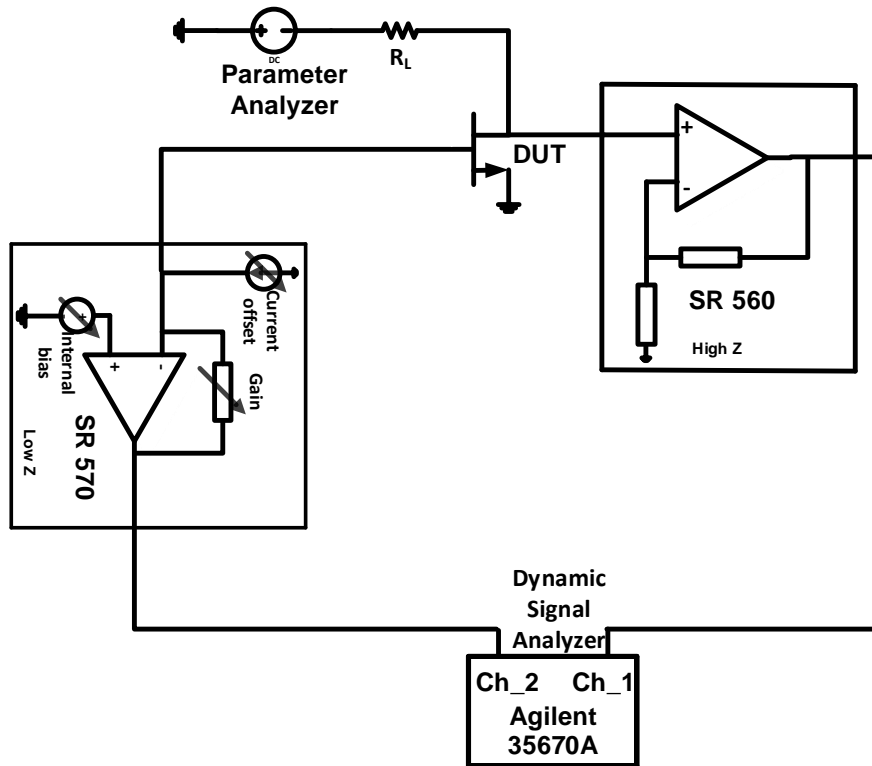 + DC -
R_L
Parameter
Analyzer
DUT
+
-
SR 560
High Z
Current
offset
+
Internal
bias
+
-
Gain
SR 570
Low Z
Dynamic
Signal
Analyzer
Ch_2 Ch_1
Agilent
35670A